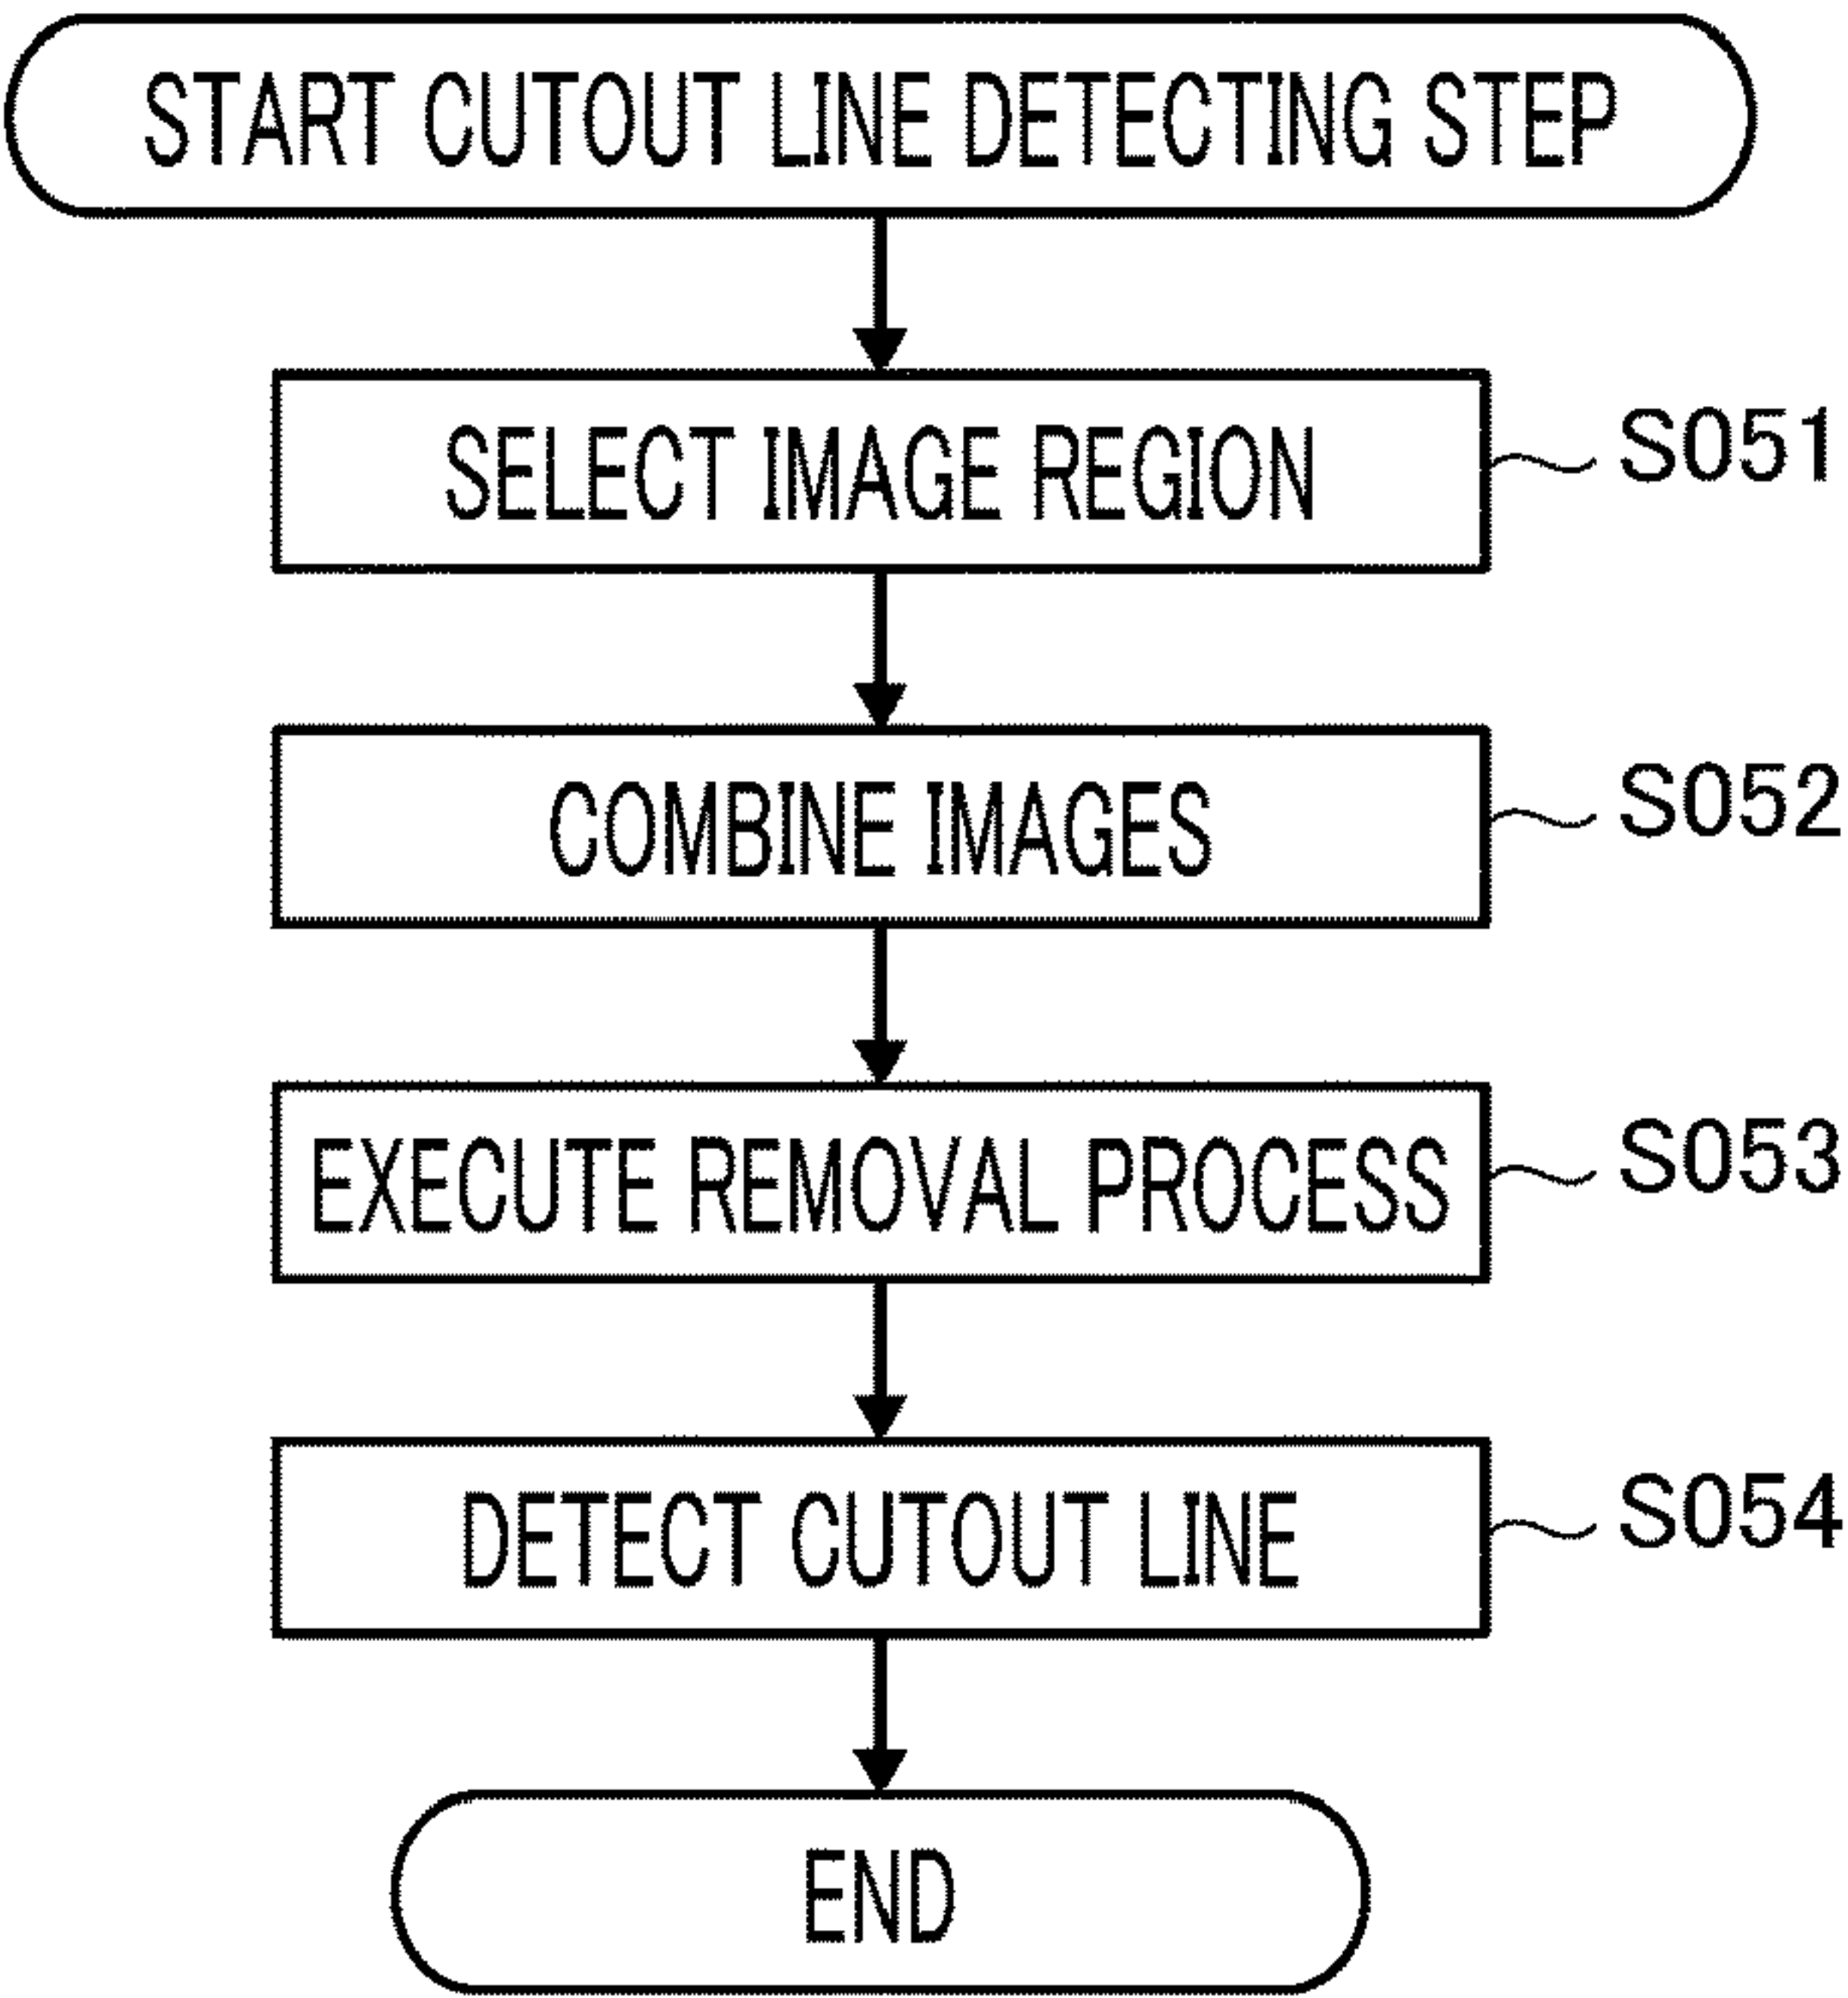 START CUTOUT LINE DETECTING STEP
SELECT IMAGE REGION
S051
COMBINE IMAGES
S052
EXECUTE REMOVAL PROCESS
S053
DETECT CUTOUT LINE
S054
END